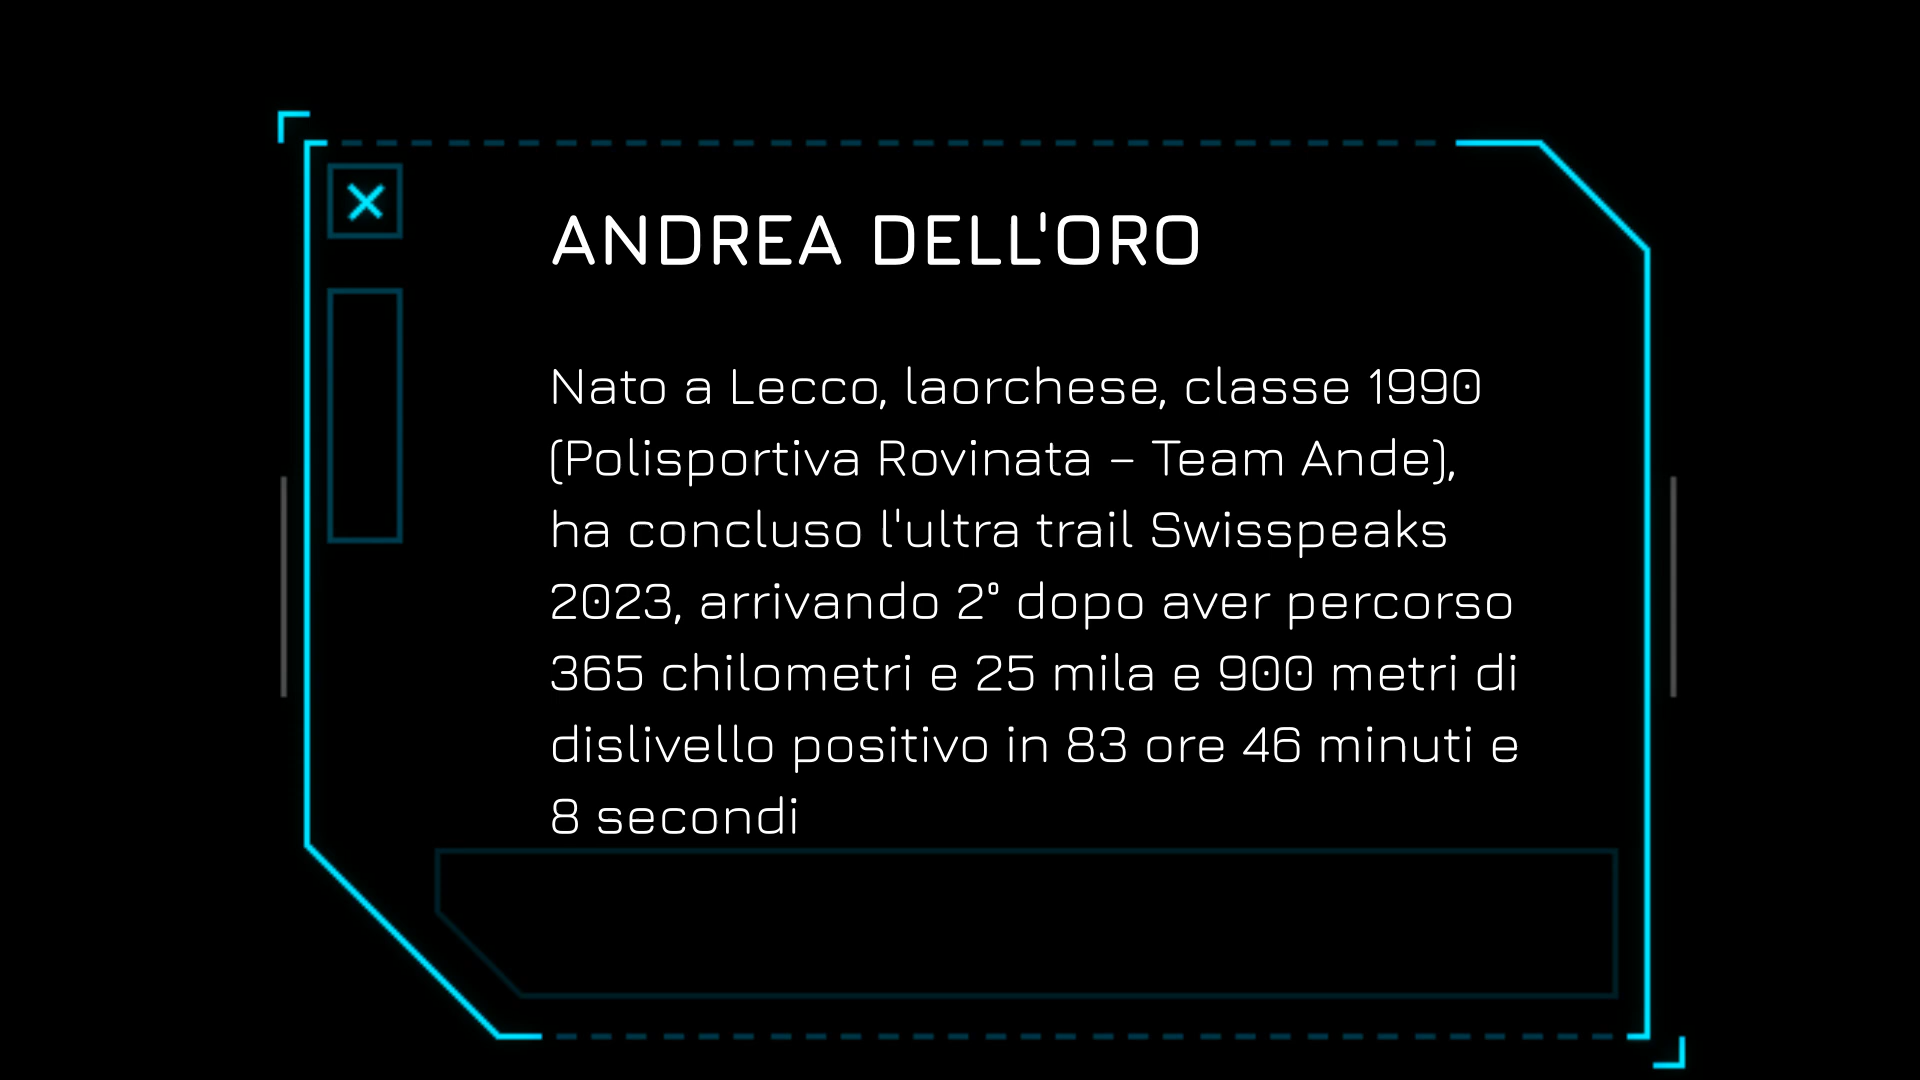 ANDREA DELL'ORO
Nato a Lecco, laorchese, classe 1990
(Polisportiva Rovinata – Team Ande),
ha concluso l'ultra trail Swisspeaks
2023, arrivando 2° dopo aver percorso
365 chilometri e 25 mila e 900 metri di
dislivello positivo in 83 ore 46 minuti e
8 secondi